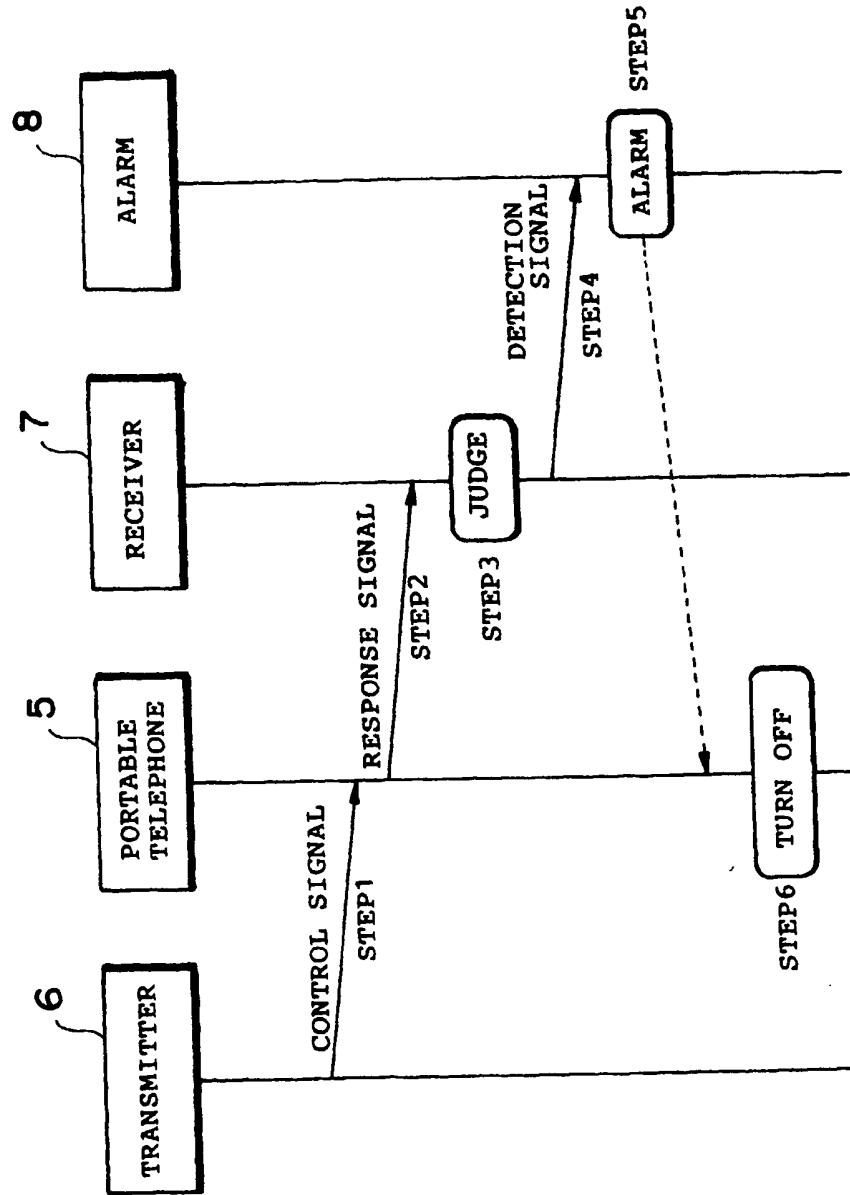 6
TRANSMITTER
5
PORTABLE
TELEPHONE
7
RECEIVER
8
ALARM
CONTROL SIGNAL
STEP1
RESPONSE SIGNAL
STEP2
STEP3
JUDGE
DETECTION
SIGNAL
STEP4
ALARM
STEP5
STEP6
TURN OFF